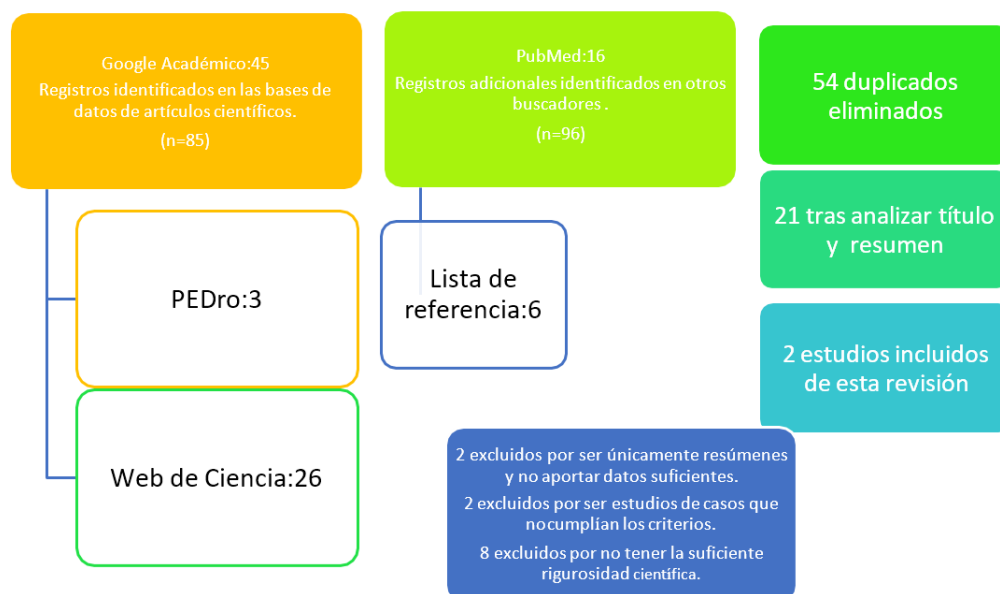 Google Académico:45
Registros identificados en las bases de
datos de artículos científicos.
(n=85)
PubMed:16
Registros adicionales identificados en otros
buscadores .
(n=96)
54 duplicados
eliminados
21 tras analizar título
y  resumen
PEDro:3
Lista de
referencia:6
2 estudios incluidos
de esta revisión
Web de Ciencia:26
2 excluidos por ser únicamente resúmenes
y no aportar datos suficientes.
2 excluidos por ser estudios de casos que
nocumplían los criterios.
8 excluidos por no tener la suficiente
rigurosidad científica.